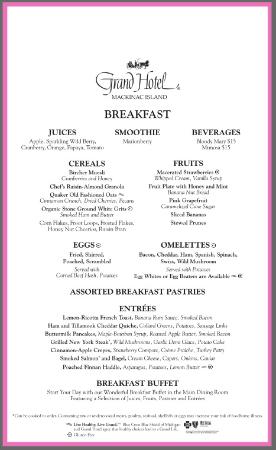 Grand Hotel
MACKINAC ISLAND
BREAKFAST
JUICES
Apple, Sparkling Wild Berry,
Cranberry, Orange, Papaya, Tomato
SMOOTHIE
Marionberry
BEVERAGES
Bloody Mary $15
Mimosa $15
CEREALS
Bircher Muesli
Cranberries and Honey
Chef's Raisin-Almond Granola
Quaker Old Fashioned Oats
Cinnamon Crunch, Dried Cherries, Pecans
Organic Stone Ground White Grits
Smoked Ham and Butter
Corn Flakes, Froot Loops, Frosted Flakes,
Honey Nut Cheerios, Raisin Bran
FRUITS
Macerated Strawberries
Whipped Cream, Vanilla Syrup
Fruit Plate with Honey and Mint
Banana Nut Bread
Pink Grapefruit
Caramelized Cane Sugar
Sliced Bananas
Stewed Prunes
EGGS
Fried, Shirred,
Poached, Scrambled
Served with
Corned Beef Hash, Potatoes
OMELETTES
Bacon, Cheddar, Ham, Spanish, Spinach,
Swiss, Wild Mushroom
Served with Potatoes
Egg Whites or Egg Beaters are Available
ASSORTED BREAKFAST PASTRIES
ENTRÉES
Lemon-Ricotta French Toast, Banana Rum Sauce, Smoked Bacon
Ham and Tillamook Cheddar Quiche, Collard Greens, Potatoes, Sausage Links
Buttermilk Pancakes, Maple-Bourbon Syrup, Roasted Apple Butter, Smoked Bacon
Grilled New York Steak*, Wild Mushrooms, Garlic Demi Glace, Potato Cake
Cinnamon-Apple Crepes, Strawberry Compote, Crème Fraîche, Turkey Patty
Smoked Salmon* and Bagel, Cream Cheese, Capers, Onions, Caviar
Poached Finnan Haddie, Asparagus, Potatoes, Lemon Butter
BREAKFAST BUFFET
Start Your Day with our Wonderful Breakfast Buffet in the Main Dining Room
Featuring a Selection of Juices, Fruits, Pastries and Entrées
Gluten Free